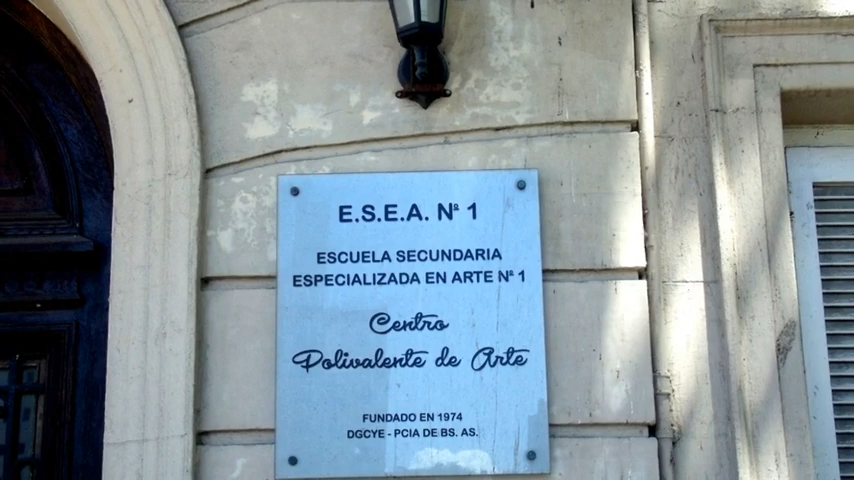 E.S.E.A. Nº 1
ESCUELA SECUNDARIA
ESPECIALIZADA EN ARTE Nº 1
Centro
Polivalente de Arte
FUNDADO EN 1974
DGCYE - PCIA DE BS. AS.